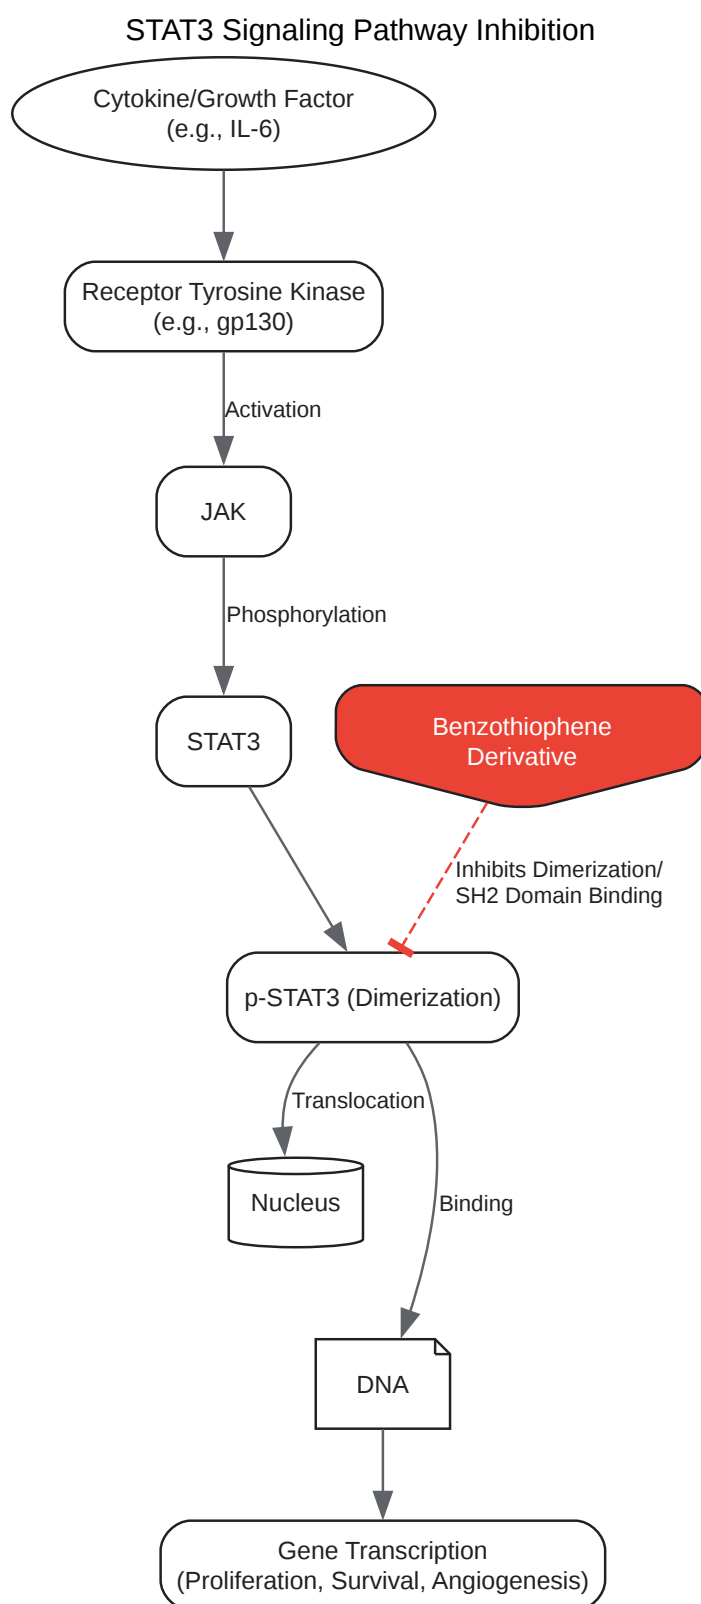 STAT3 Signaling Pathway Inhibition
Cytokine/Growth Factor
(e.g., IL-6)
Receptor Tyrosine Kinase
(e.g., gp130)
Activation
JAK
Phosphorylation
STAT3
Benzothiophene
Derivative
Inhibits Dimerization/
SH2 Domain Binding
p-STAT3 (Dimerization)
Translocation
Nucleus
Binding
DNA
Gene Transcription
(Proliferation, Survival, Angiogenesis)